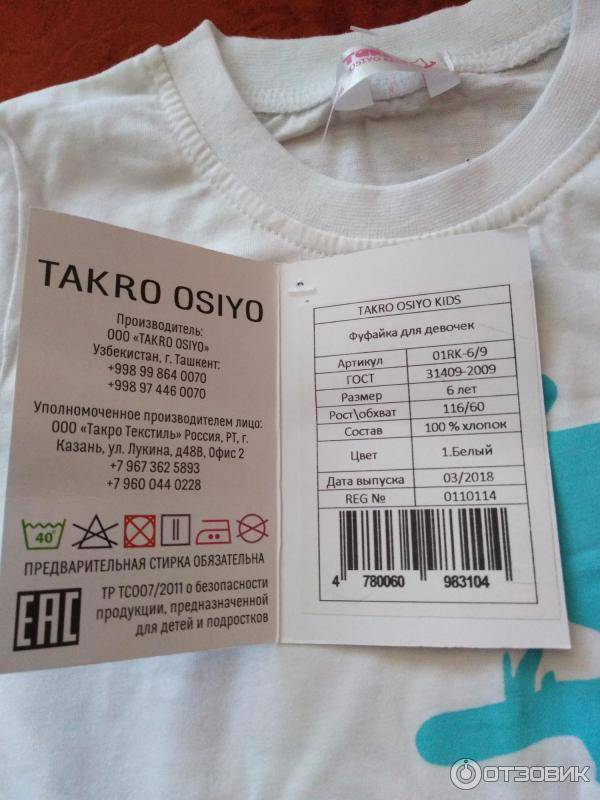 TAKRO OSIYO
Производитель:
ООО «TAKRO OSIYO»
Узбекистан, г. Ташкент:
+998 99 864 0070
+998 97 446 0070
Уполномоченное производителем лицо:
ООО «Такро Текстиль» Россия, РТ, г.
Казань, ул. Лукина, д48В, Офис 2
+7 967 362 5893
+7 960 044 0228
40°
ПРЕДВАРИТЕЛЬНАЯ СТИРКА ОБЯЗАТЕЛЬНА
EAC
ТР ТС007/2011 о безопасности
продукции, предназначенной
для детей и подростков
TAKRO OSIYO KIDS
Фуфайка для девочек
Артикул 01RK-6/9
ГОСТ 31409-2009
Размер 6 лет
Рост\обхват 116/60
Состав 100 % хлопок
Цвет 1.Белый
Дата выпуска 03/2018
REG № 0110114
4 780060 983104
ОТЗОВИК